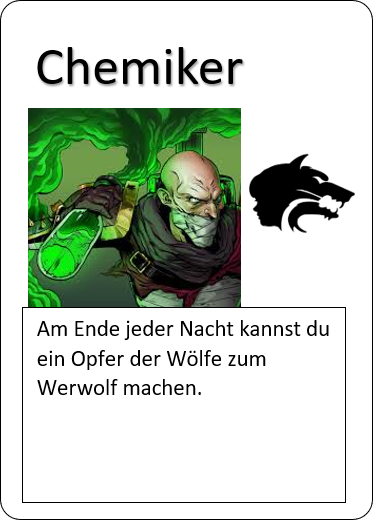 Chemiker
Am Ende jeder Nacht kannst du
ein Opfer der Wölfe zum
Werwolf machen.